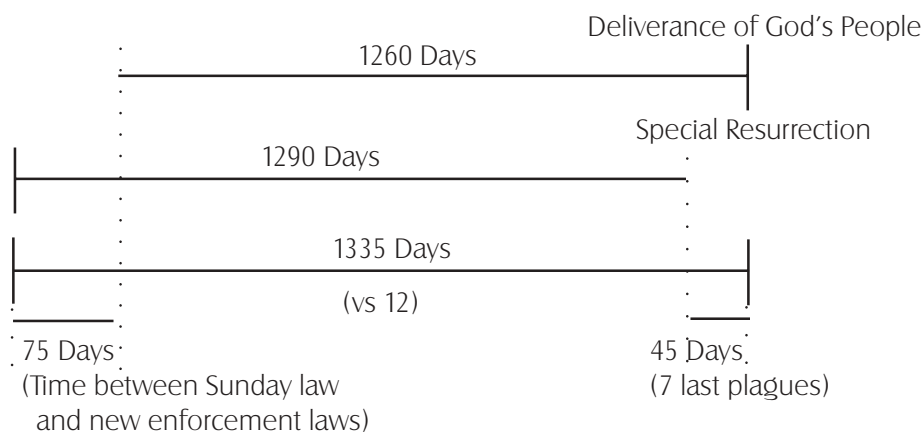 Deliverance of God's People
1260 Days
Special Resurrection
1290 Days
1335 Days
(vs 12)
75 Days
(Time between Sunday law
and new enforcement laws)
45 Days
(7 last plagues)